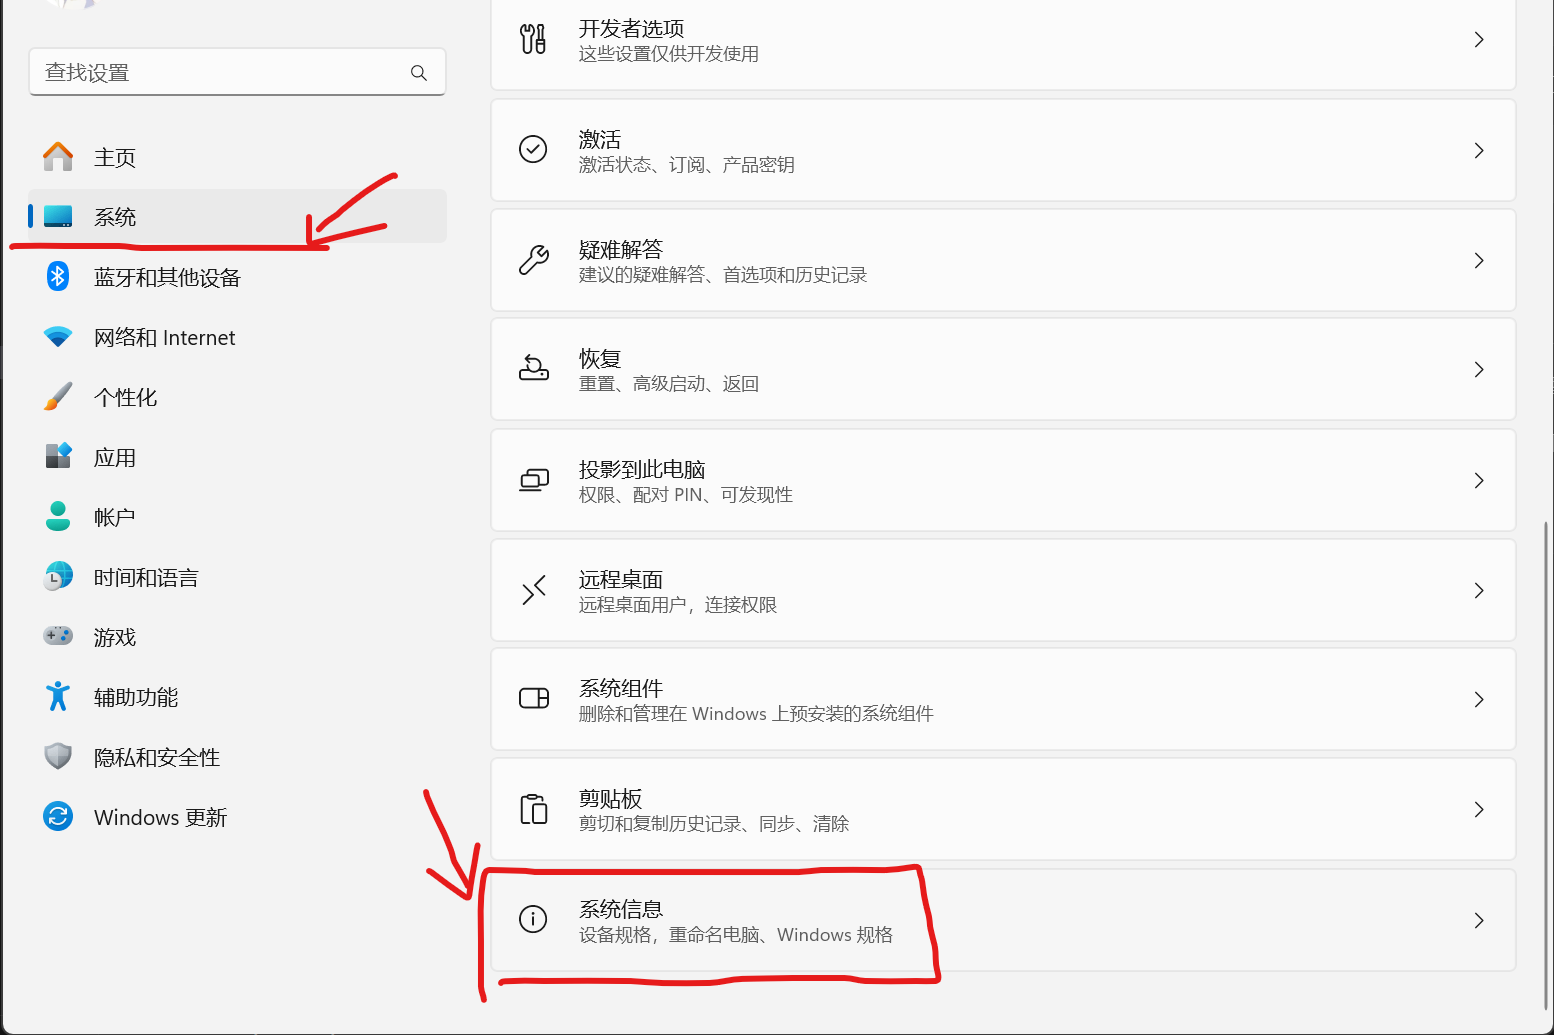 查找设置
主页
系统
蓝牙和其他设备
网络和 Internet
个性化
应用
帐户
时间和语言
游戏
辅助功能
隐私和安全性
Windows 更新
开发者选项
这些设置仅供开发使用
激活
激活状态、订阅、产品密钥
疑难解答
建议的疑难解答、首选项和历史记录
恢复
重置、高级启动、返回
投影到此电脑
权限、配对 PIN、可发现性
远程桌面
远程桌面用户，连接权限
系统组件
删除和管理在 Windows 上预安装的系统组件
剪贴板
剪切和复制历史记录、同步、清除
系统信息
设备规格，重命名电脑、Windows 规格